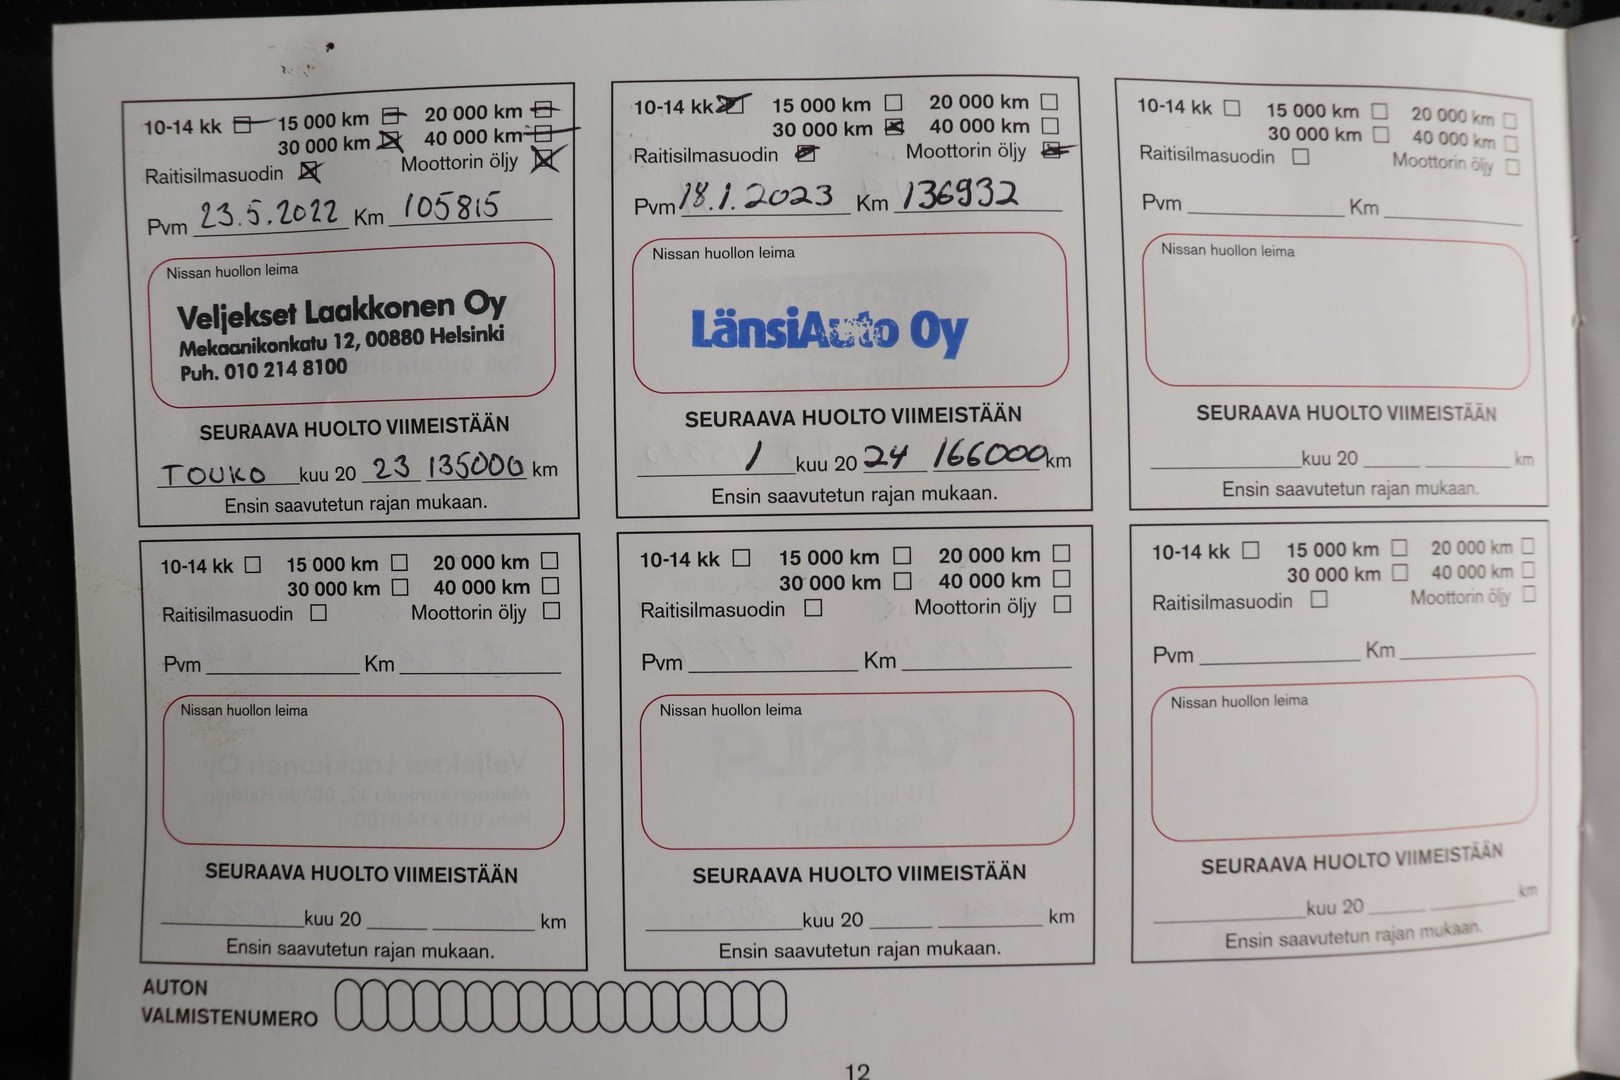 10-14 kk 15 000 km 20 000 km
30 000 km 40 000 km
Raitisilmasuodin Moottorin öljy
Pvm 23.5.2022 Km 105815
Nissan huollon leima
Veljekset Laakkonen Oy
Mekaanikonkatu 12, 00880 Helsinki
Puh. 010 214 8100
SEURAAVA HUOLTO VIIMEISTÄÄN
TOUKO kuu 20 23 135000 km
Ensin saavutetun rajan mukaan.
10-14 kk 15 000 km 20 000 km
30 000 km 40 000 km
Raitisilmasuodin Moottorin öljy
Pvm 18.1.2023 Km 136932
Nissan huollon leima
LänsiAuto Oy
SEURAAVA HUOLTO VIIMEISTÄÄN
1 kuu 20 24 166000 km
Ensin saavutetun rajan mukaan.
10-14 kk 15 000 km 20 000 km
30 000 km 40 000 km
Raitisilmasuodin Moottorin öljy
Pvm Km
Nissan huollon leima
SEURAAVA HUOLTO VIIMEISTÄÄN
kuu 20 km
Ensin saavutetun rajan mukaan.
10-14 kk 15 000 km 20 000 km
30 000 km 40 000 km
Raitisilmasuodin Moottorin öljy
Pvm Km
Nissan huollon leima
SEURAAVA HUOLTO VIIMEISTÄÄN
kuu 20 km
Ensin saavutetun rajan mukaan.
10-14 kk 15 000 km 20 000 km
30 000 km 40 000 km
Raitisilmasuodin Moottorin öljy
Pvm Km
Nissan huollon leima
SEURAAVA HUOLTO VIIMEISTÄÄN
kuu 20 km
Ensin saavutetun rajan mukaan.
10-14 kk 15 000 km 20 000 km
30 000 km 40 000 km
Raitisilmasuodin Moottorin öljy
Pvm Km
Nissan huollon leima
SEURAAVA HUOLTO VIIMEISTÄÄN
kuu 20 km
Ensin saavutetun rajan mukaan.
AUTON
VALMISTENUMERO
12